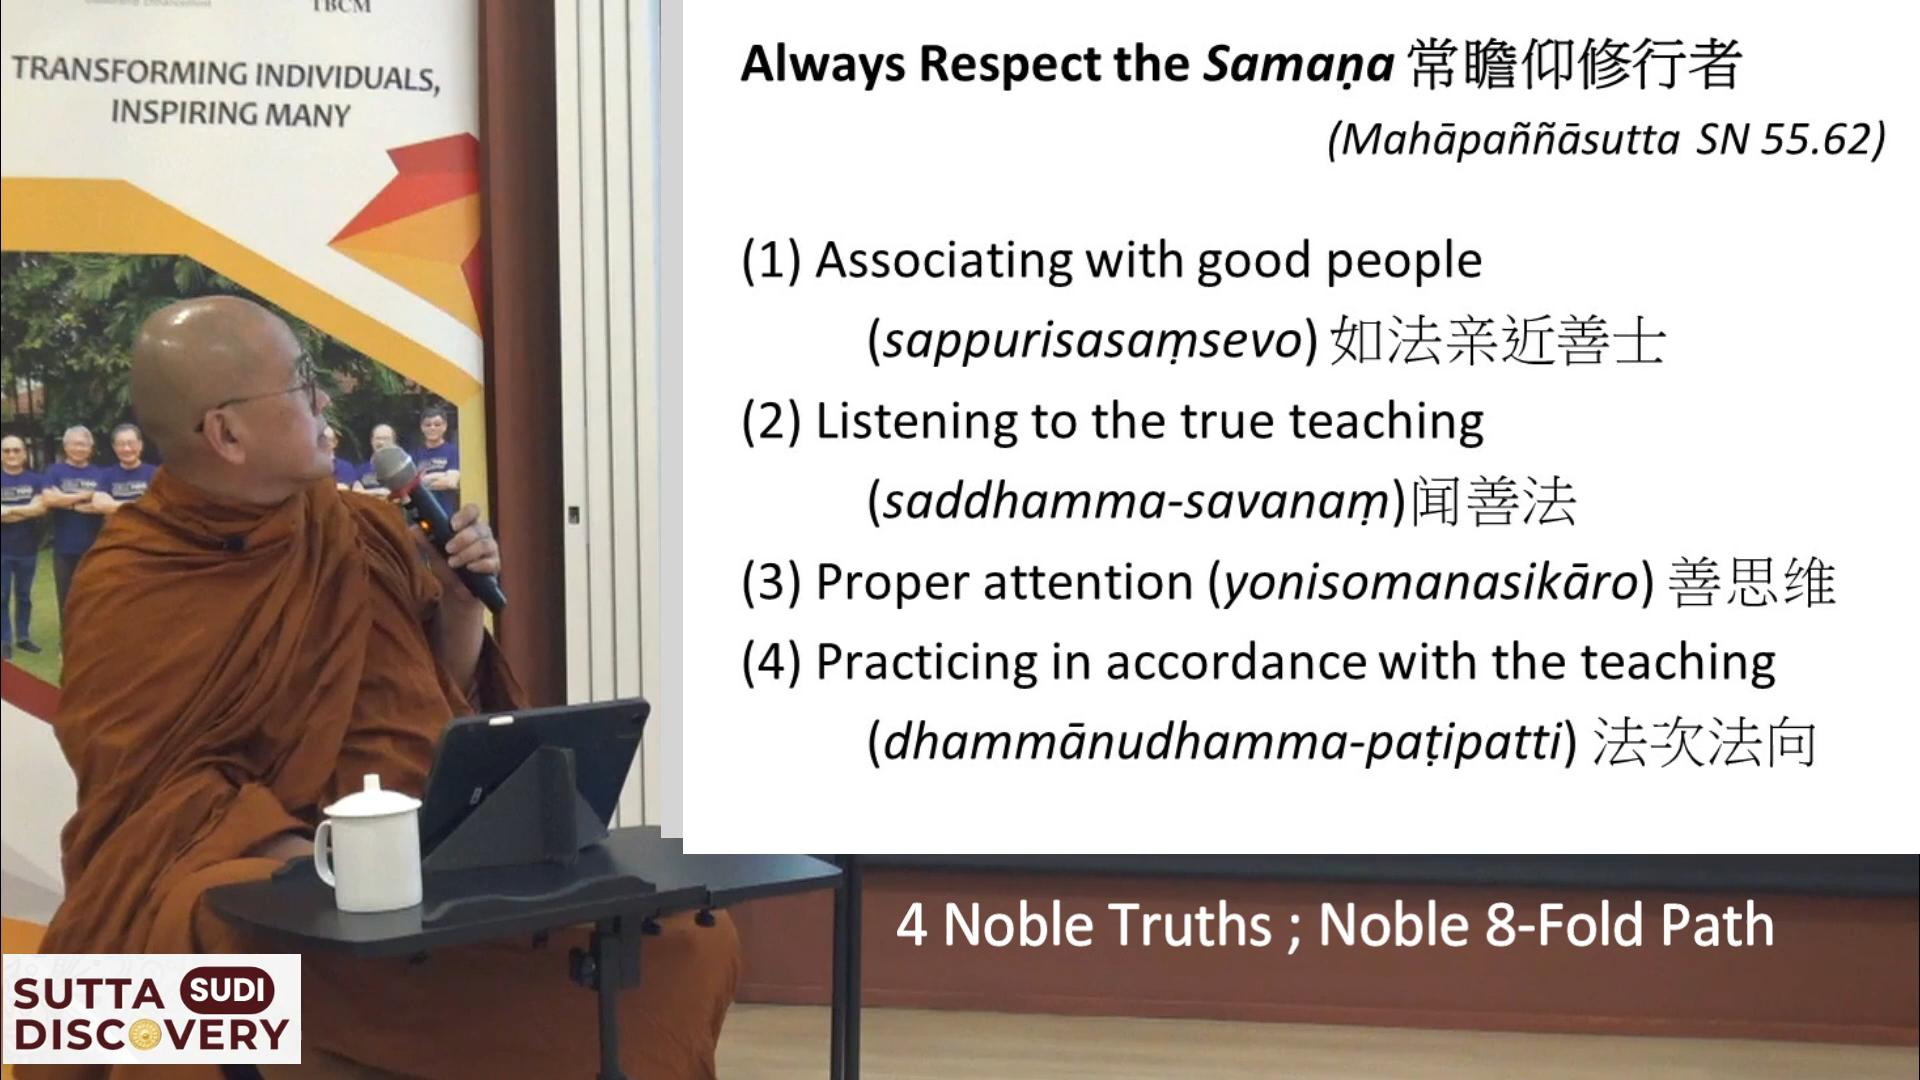 TBCM
TRANSFORMING INDIVIDUALS,
INSPIRING MANY
Always Respect the Samaṇa 常瞻仰修行者
(Mahāpaññāsutta SN 55.62)
(1) Associating with good people
(sappurisasaṃsevo) 如法亲近善士
(2) Listening to the true teaching
(saddhamma-savanaṃ)闻善法
(3) Proper attention (yonisomanasikāro) 善思维
(4) Practicing in accordance with the teaching
(dhammānudhamma-paṭipatti) 法次法向
4 Noble Truths ; Noble 8-Fold Path
SUTTA SUDI
DISCOVERY